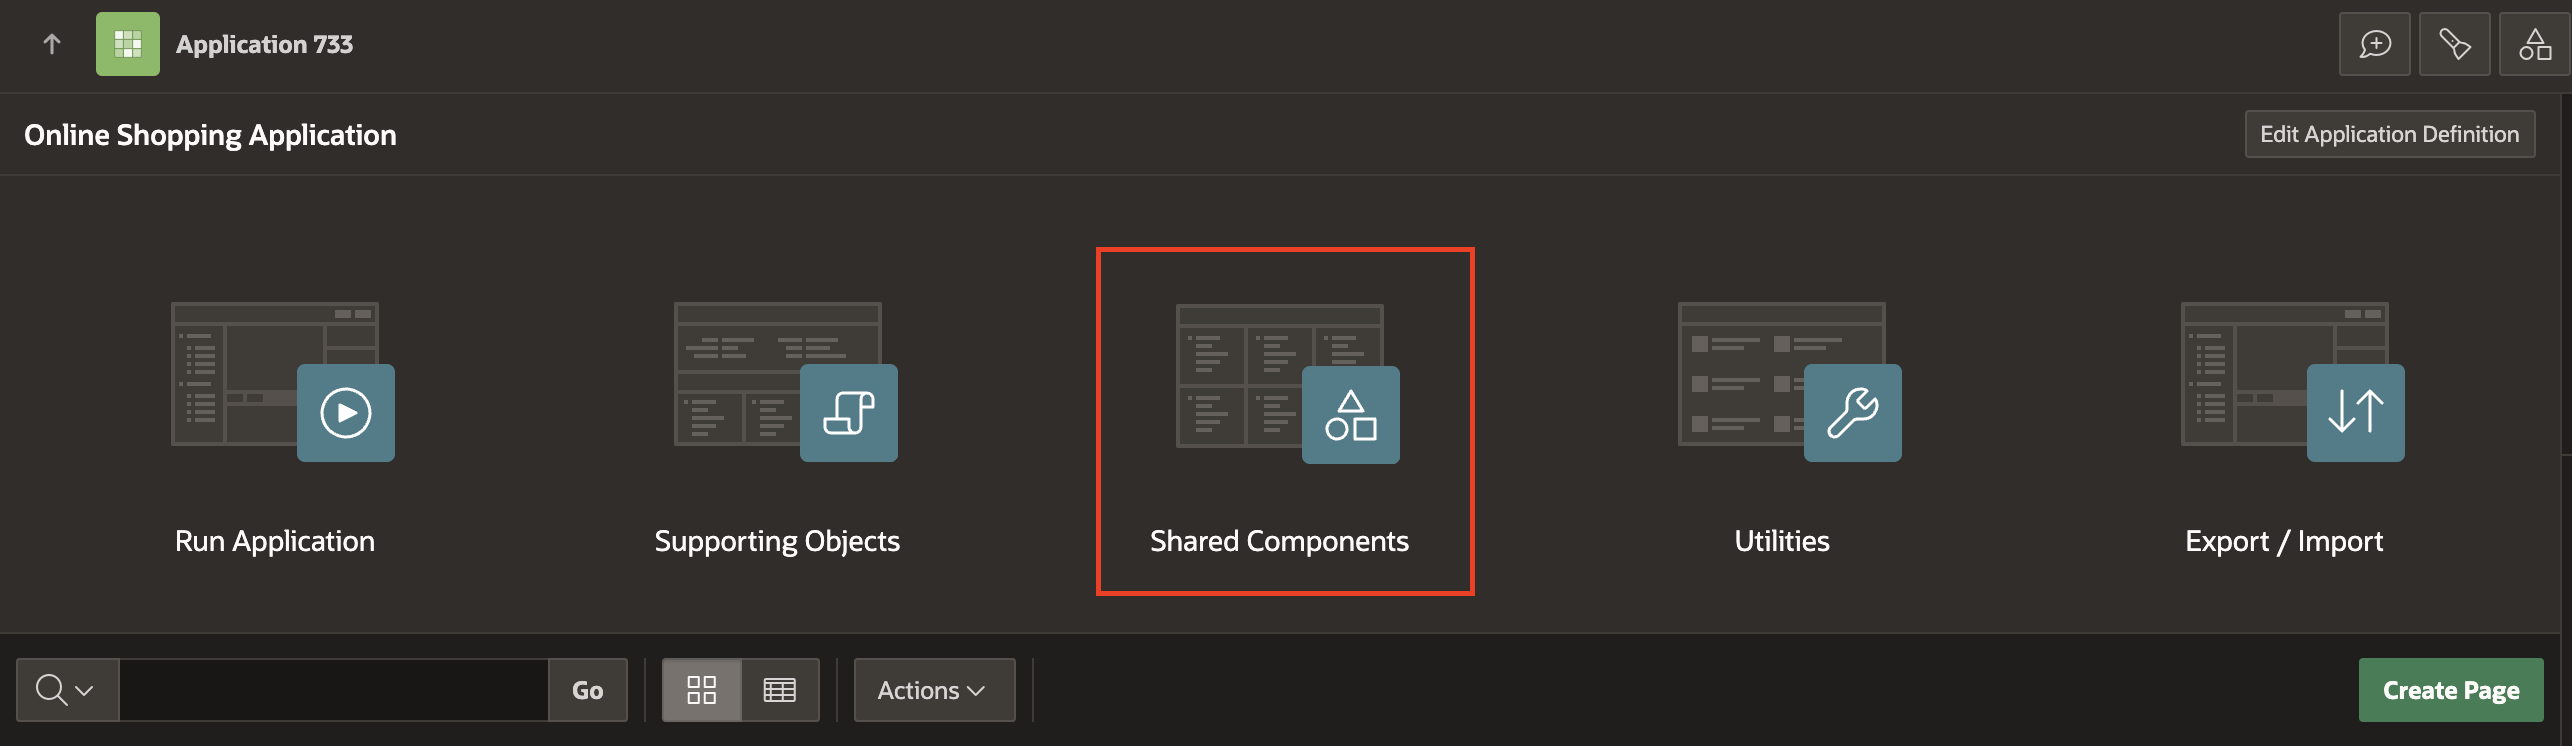 Application 733
Online Shopping Application
Edit Application Definition
Run Application
Supporting Objects
Shared Components
Utilities
Export / Import
Go
Actions
Create Page